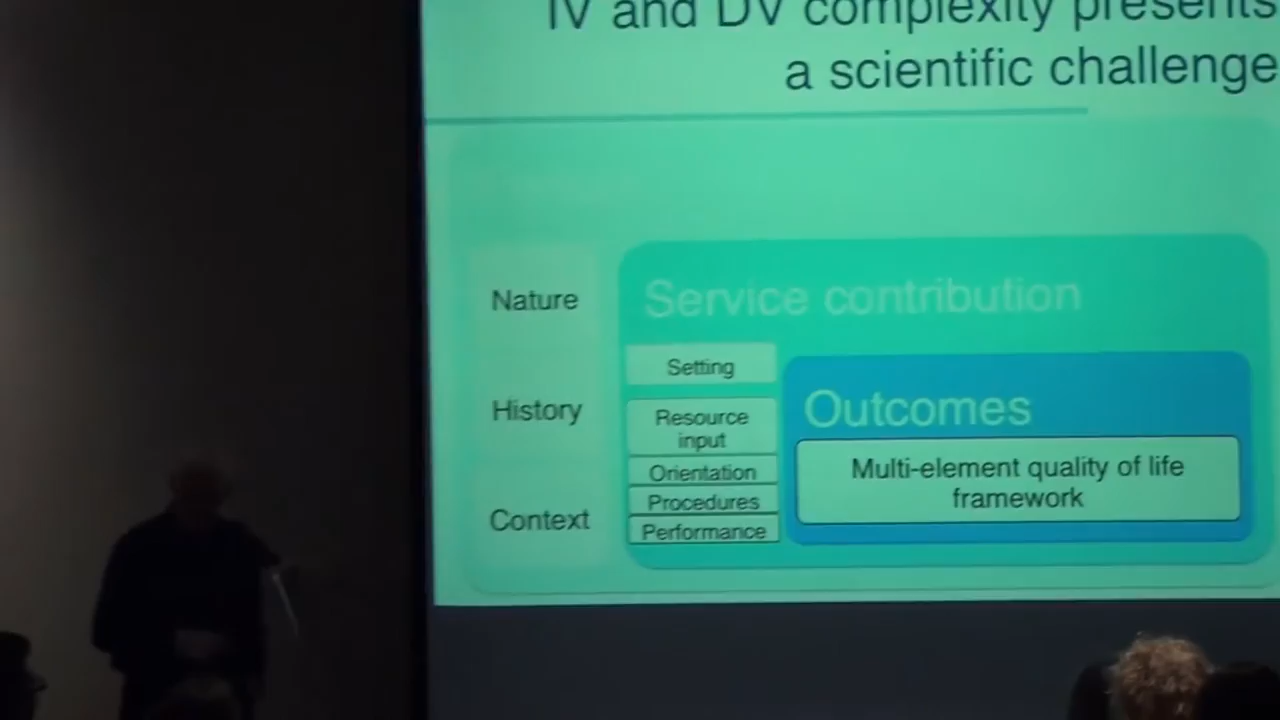 IV and DV complexity presents
a scientific challenge
Nature
History
Context
Service contribution
Setting
Resource
input
Orientation
Procedures
Performance
Outcomes
Multi-element quality of life
framework